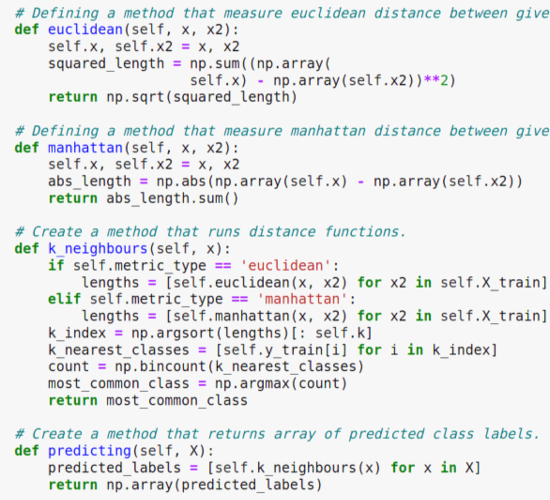 # Defining a method that measure euclidean distance between give
def euclidean(self, x, x2):
    self.x, self.x2 = x, x2
    squared_length = np.sum((np.array(
                     self.x) - np.array(self.x2))**2)
    return np.sqrt(squared_length)
# Defining a method that measure manhattan distance between give
def manhattan(self, x, x2):
    self.x, self.x2 = x, x2
    abs_length = np.abs(np.array(self.x) - np.array(self.x2))
    return abs_length.sum()
# Create a method that runs distance functions.
def k_neighbours(self, x):
    if self.metric_type == 'euclidean':
        lengths = [self.euclidean(x, x2) for x2 in self.X_train]
    elif self.metric_type == 'manhattan':
        lengths = [self.manhattan(x, x2) for x2 in self.X_train]
    k_index = np.argsort(lengths)[: self.k]
    k_nearest_classes = [self.y_train[i] for i in k_index]
    count = np.bincount(k_nearest_classes)
    most_common_class = np.argmax(count)
    return most_common_class
# Create a method that returns array of predicted class labels.
def predicting(self, X):
    predicted_labels = [self.k_neighbours(x) for x in X]
    return np.array(predicted_labels)